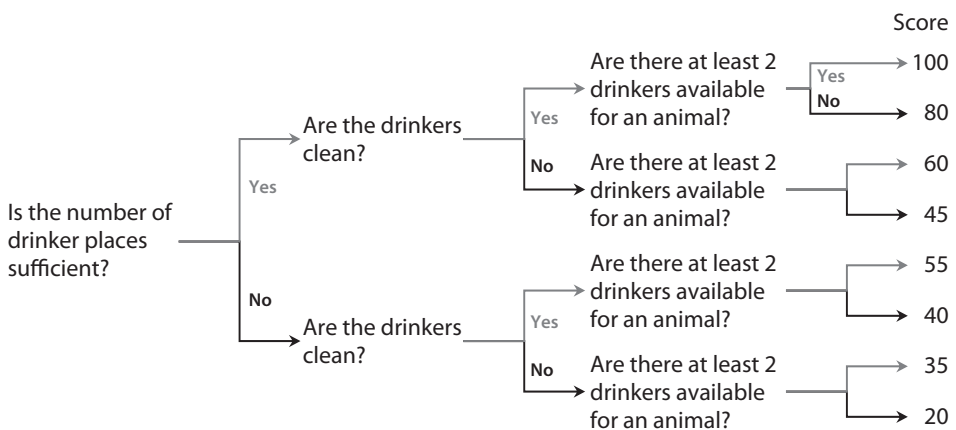 Score
Is the number of
drinker places
sufficient?
Yes
No
Are the drinkers
clean?
Yes
No
Are there at least 2
drinkers available
for an animal?
Yes
No
100
80
Are there at least 2
drinkers available
for an animal?
60
45
Are the drinkers
clean?
Yes
No
Are there at least 2
drinkers available
for an animal?
55
40
Are there at least 2
drinkers available
for an animal?
35
20